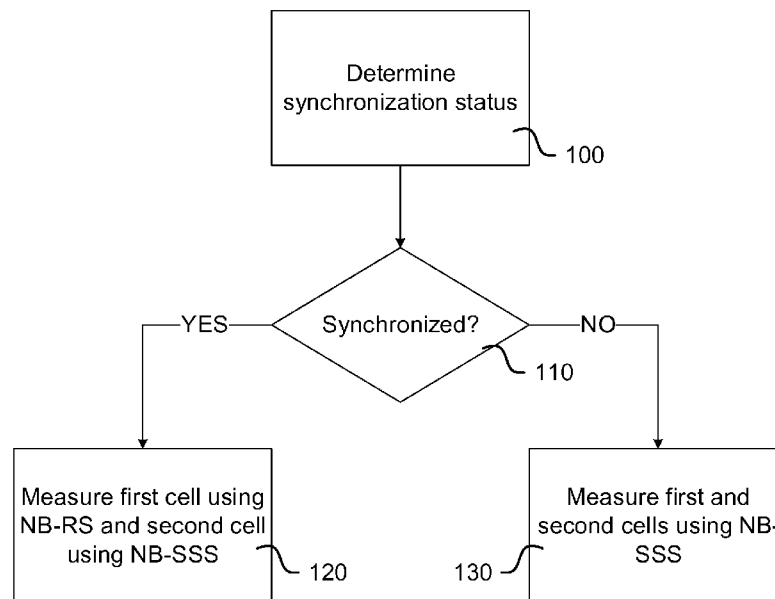 Determine
synchronization status
100
YES
Synchronized?
NO
110
Measure first cell using
NB-RS and second cell
using NB-SSS
120
Measure first and
second cells using NB-
SSS
130